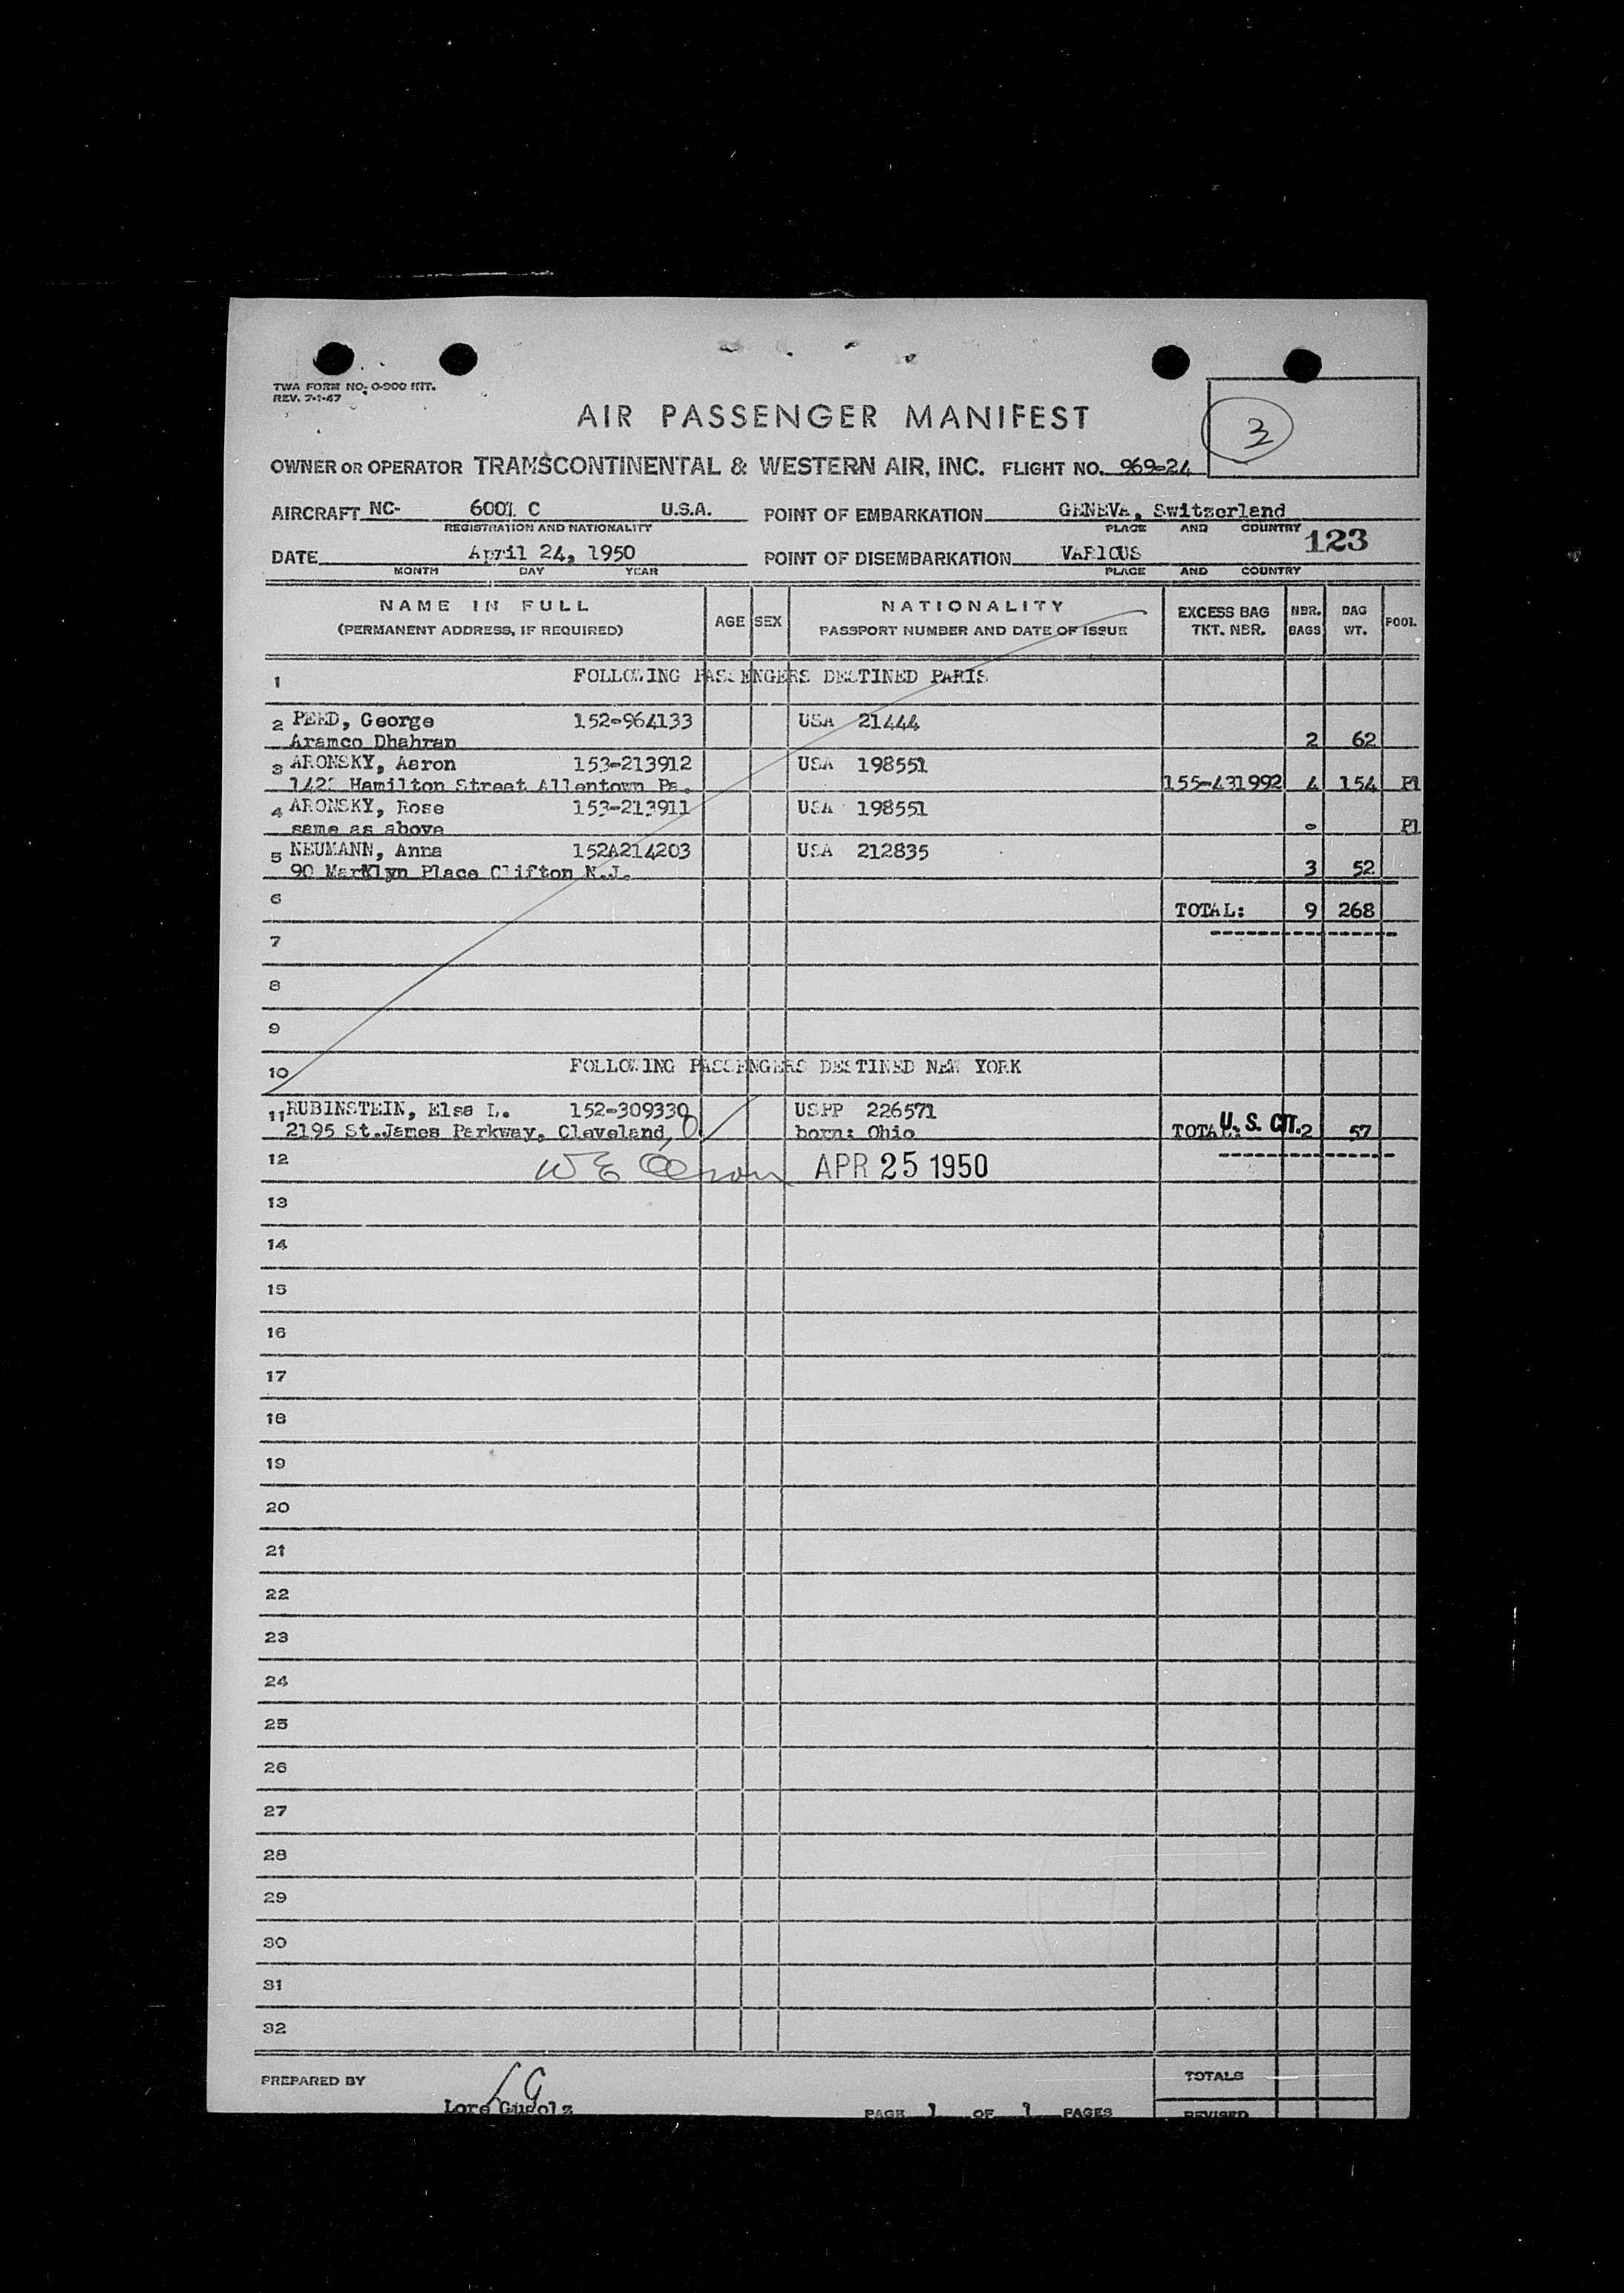 TWA FORM NO. O-900 INT.
REV. 7-1-47
AIR PASSENGER MANIFEST
3
OWNER OR OPERATOR TRANSCONTINENTAL & WESTERN AIR, INC. FLIGHT NO. 969-24
AIRCRAFT NC- C U.S.A. POINT OF EMBARKATION GENEVA, Switzerland
REGISTRATION AND NATIONALITY PLACE AND COUNTRY
123
DATE April 24, 1950 POINT OF DISEMBARKATION VARIOUS
MONTH DAY YEAR PLACE AND COUNTRY
NAME IN FULL AGE SEX NATIONALITY EXCESS BAG NBR. BAG POOL
(PERMANENT ADDRESS, IF REQUIRED) PASSPORT NUMBER AND DATE OF ISSUE TKT. NBR. BAGS WT.
1 FOLLOWING PASSENGERS DESTINED PARIS
2 George 152-964133 USA 21444
Aramco Dhahran 2 62
3 ARONSKY, Aaron 153-213912 USA 198551
Hamilton Street Allentown Pa. 155-431992 4 154 P1
4 ARONSKY, Rose 153-213911 USA 198551
same as above - P1
5 NEUMANN, Anna 152A214203 USA 212835
90 Place Clifton N.J. 3 52
6 TOTAL: 9 268
7
8
9
10 FOLLOWING PASSENGERS DESTINED NEW YORK
11 RUBINSTEIN, Elsa L. 152-309330 USPP 226571
2195 St.James Parkway, Cleveland, O. born: Ohio TOTAL: U. S. CIT. 2 57
12 APR 25 1950
13
14
15
16
17
18
19
20
21
22
23
24
25
26
27
28
29
30
31
32
PREPARED BY LG TOTALS
Lore PAGE 1 OF 1 PAGES REVISED